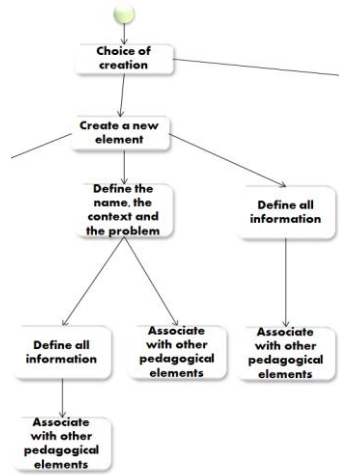 Choice of
creation
Create a new
element
Define the
name, the
context and
the problem
Define all
information
Define all
information
Associate
with other
pedagogical
elements
Associate
with other
pedagogical
elements
Associate
with other
pedagogical
elements